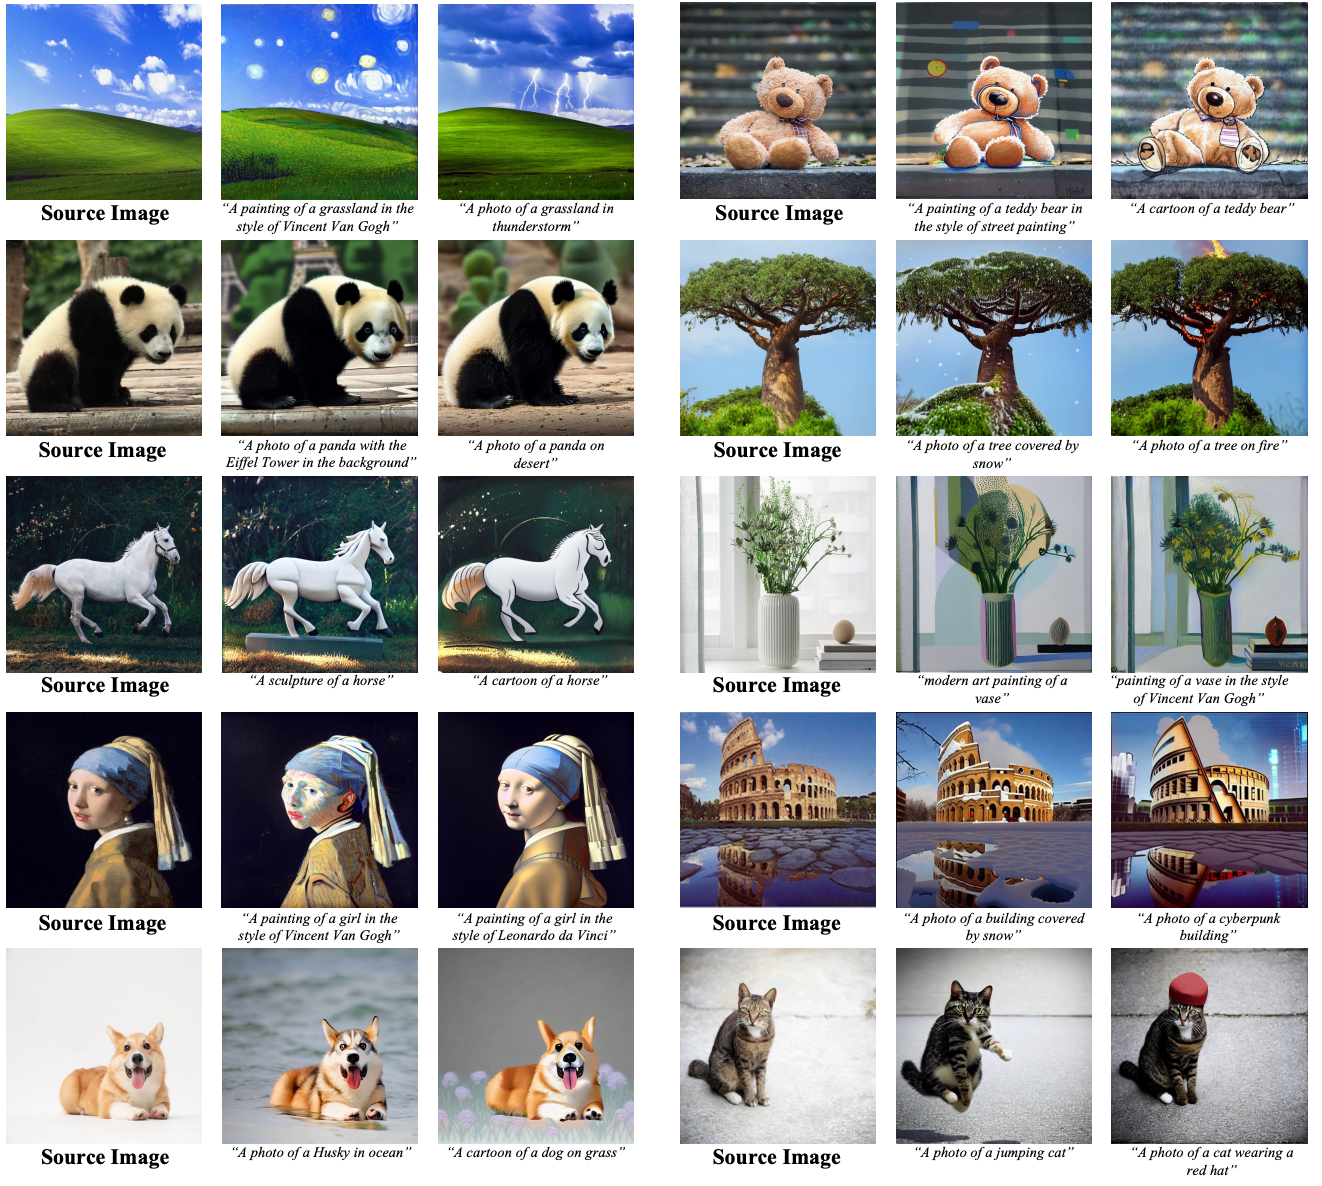 Source Image
“A painting of a grassland in the
style of Vincent Van Gogh”
“A photo of a grassland in
thunderstorm”
Source Image
“A painting of a teddy bear in
the style of street painting”
“A cartoon of a teddy bear”
Source Image
“A photo of a panda with the
Eiffel Tower in the background”
“A photo of a panda on
desert”
Source Image
“A photo of a tree covered by
snow”
“A photo of a tree on fire”
Source Image
“A sculpture of a horse”
“A cartoon of a horse”
Source Image
“modern art painting of a
vase”
“painting of a vase in the style
of Vincent Van Gogh”
Source Image
“A painting of a girl in the
style of Vincent Van Gogh”
“A painting of a girl in the
style of Leonardo da Vinci”
Source Image
“A photo of a building covered
by snow”
“A photo of a cyberpunk
building”
Source Image
“A photo of a Husky in ocean”
“A cartoon of a dog on grass”
Source Image
“A photo of a jumping cat”
“A photo of a cat wearing a
red hat”